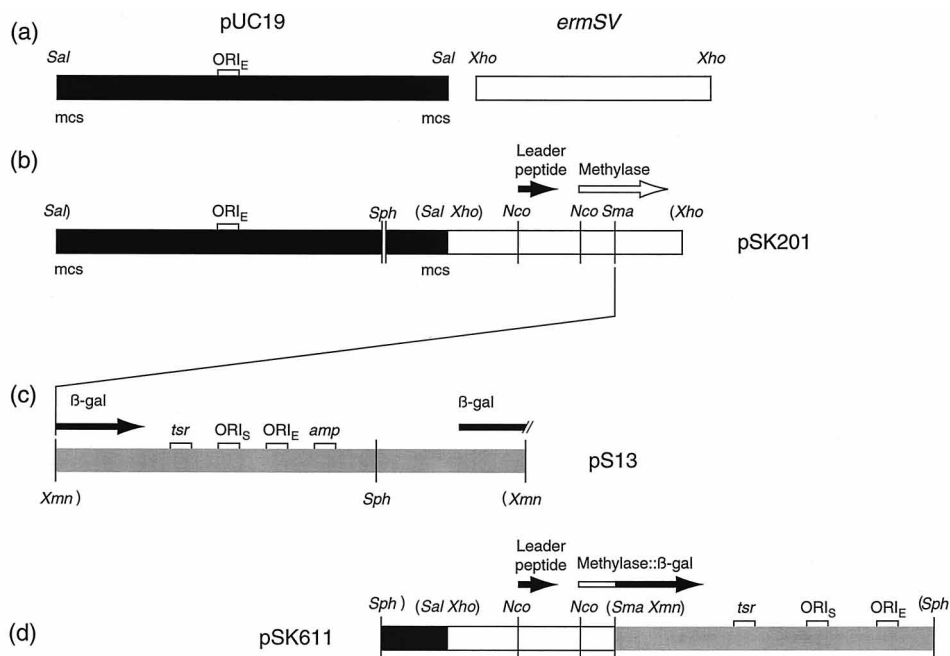 pUC19 ermSV
(a)
Sal ORIE Sal Xho Xho
mcs mcs
(b)
Leader peptide Methylase
Sal) ORIE Sph (Sal Xho) Nco Nco Sma (Xho
pSK201
mcs mcs
(c)
ß-gal ß-gal
tsr ORIS ORIE amp
pS13
Xmn) Sph (Xmn
Leader peptide Methylase::ß-gal
Sph) (Sal Xho) Nco Nco (Sma Xmn) tsr ORIS ORIE (Sph
(d) pSK611